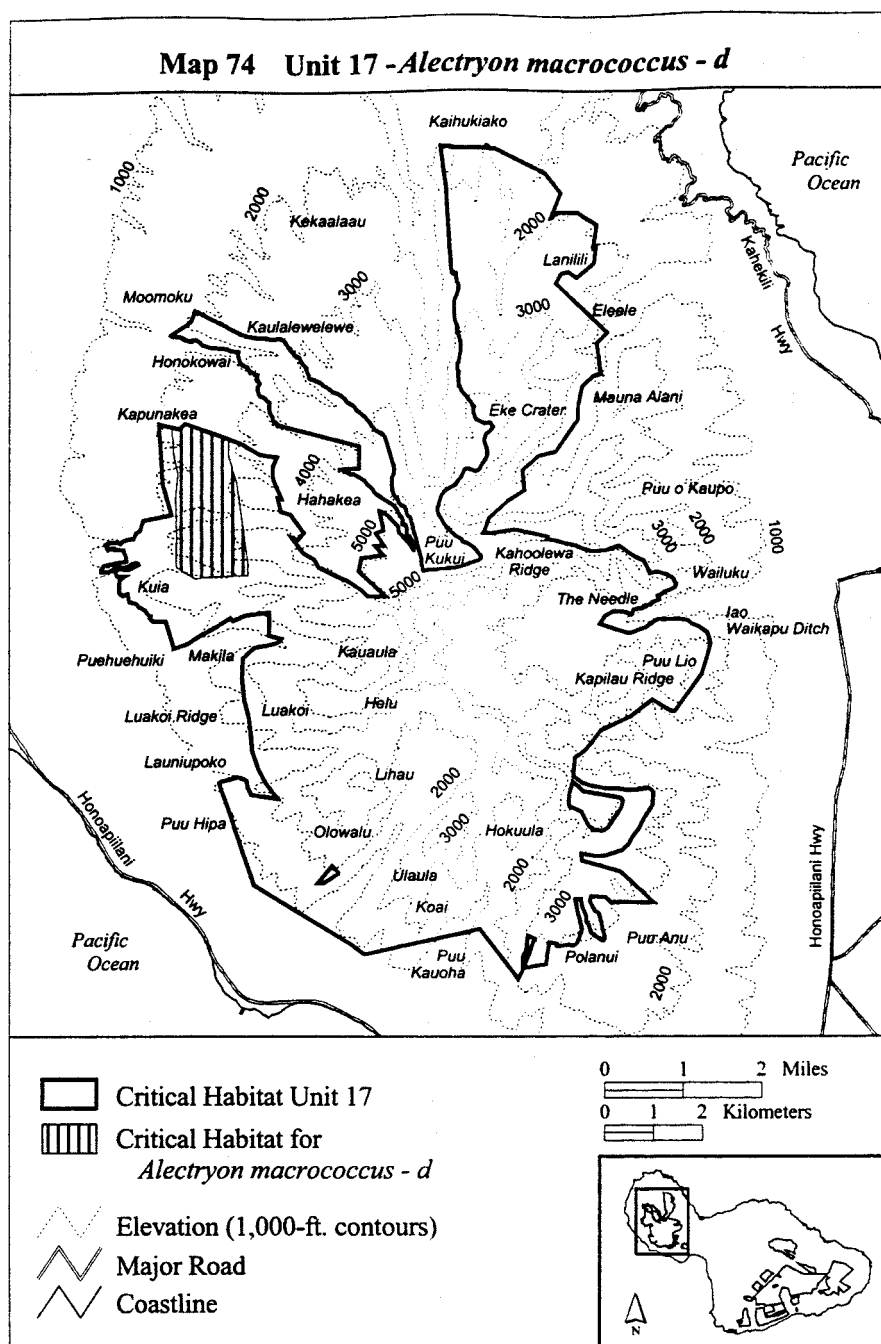 Map 74 Unit 17 - Alectryon macrococcus - d
Kaihukiako
Pacific
Ocean
1000
2000
Kekaalaau
2000
Lanilili
Kahekili
Hwy
3000
Moomoku
3000
Eleele
Kaulalewelewe
Honokowai
Eke Crater
Mauna Alani
Kapunakea
4000
Hahakea
Puu o Kaupo
3000
2000
1000
5000
Puu
Kukui
Kahoolewa
Ridge
Wailuku
5000
Kuia
The Needle
Iao
Waikapu Ditch
Puehuehuiki
Makila
Kauaula
Puu Lio
Kapilau Ridge
Luakoi Ridge
Luakoi
Helu
Launiupoko
Lihau
2000
Honoapiilani
Hwy
Puu Hipa
Olowalu
3000
Hokuula
Ulaula
2000
Honoapiilani Hwy
Koai
3000
Pacific
Ocean
Puu
Kauoha
Polanui
Puu Anu
2000
Critical Habitat Unit 17
Critical Habitat for
Alectryon macrococcus - d
Elevation (1,000-ft. contours)
Major Road
Coastline
0 1 2 Miles
0 1 2 Kilometers
N